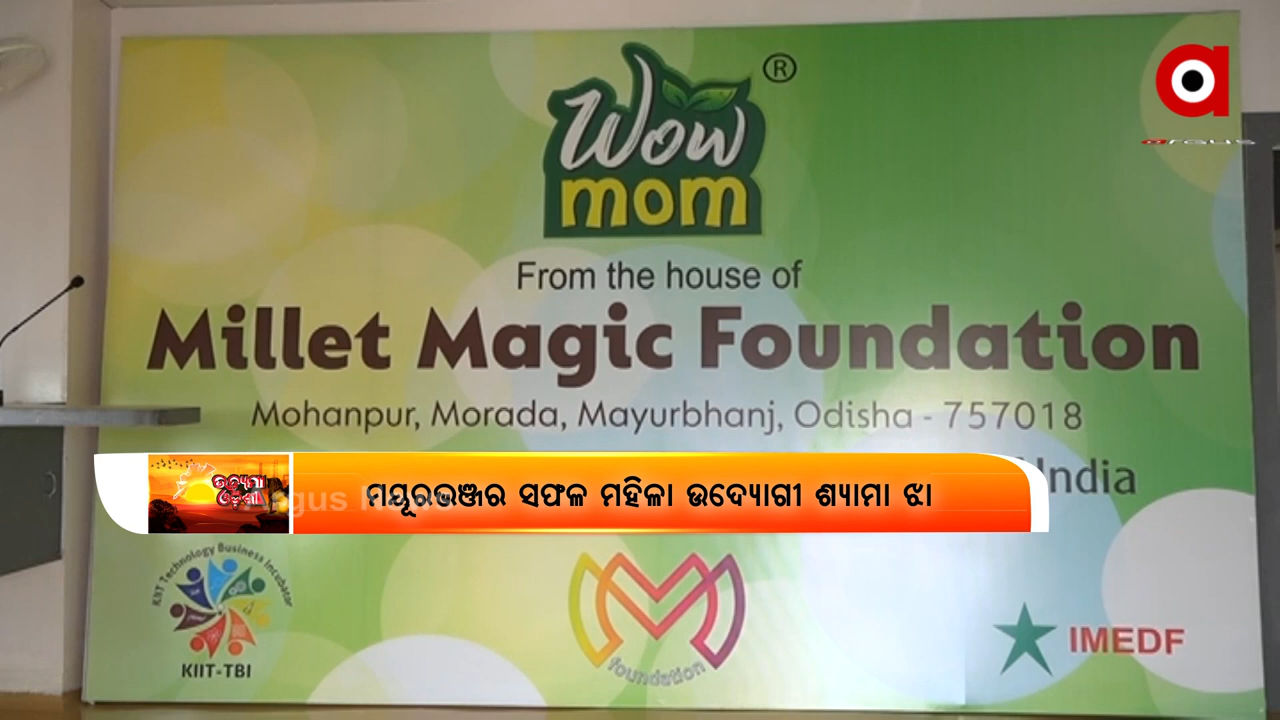 Wow
®
mom
argus
From the house of
Millet Magic Foundation
Mohanpur, Morada, Mayurbhanj, Odisha - 757018
India
ମୟୂରଭଞ୍ଜର ସଫଳ ମହିଳା ଉଦ୍ୟୋଗୀ ଶ୍ୟାମା ଝା
KIIT Technology Business Incubator
KIIT-TBI
foundation
IMEDF